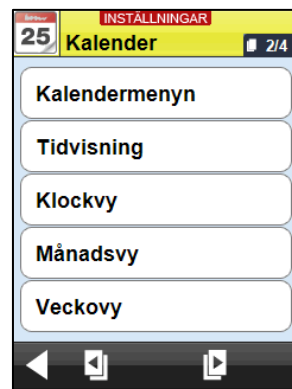 INSTÄLLNINGAR
25 Kalender 2/4
Kalendermenyn
Tidvisning
Klockvy
Månadsvy
Veckovy